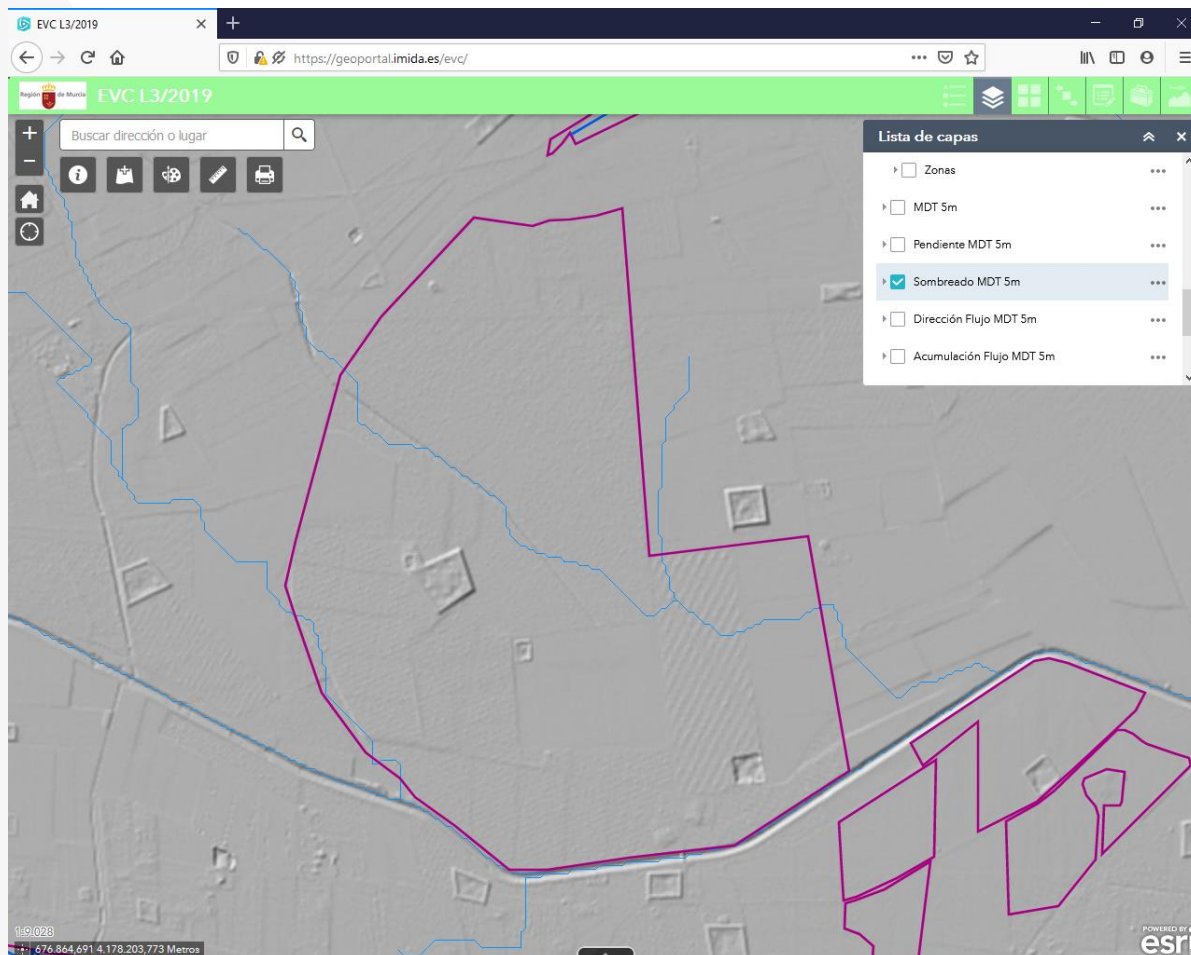 EVC L3/2019
https://geoportal.imida.es/evc/
Región de Murcia
EVC L3/2019
Buscar dirección o lugar
Lista de capas
Zonas
MDT 5m
Pendiente MDT 5m
Sombreado MDT 5m
Dirección Flujo MDT 5m
Acumulación Flujo MDT 5m
1:9.028
676.864,691 4.178.203,773 Metros
POWERED BY
esri